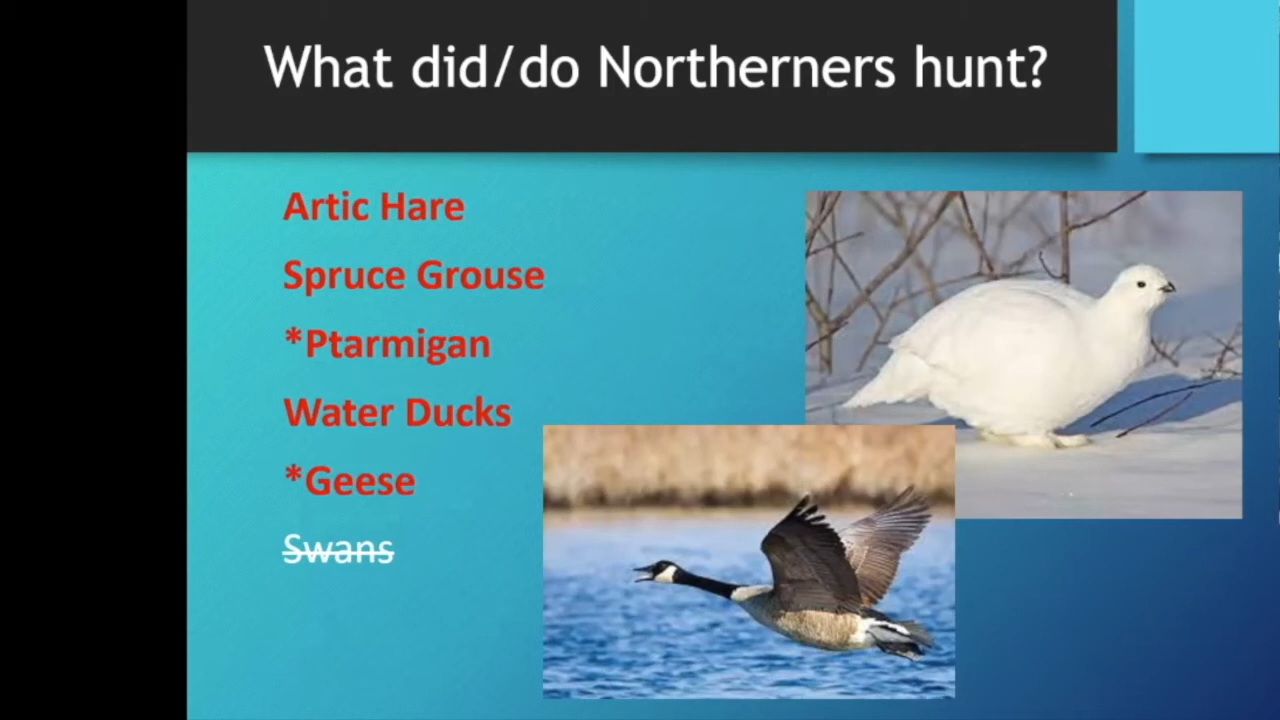 What did/do Northerners hunt?
Artic Hare
Spruce Grouse
*Ptarmigan
Water Ducks
*Geese
Swans